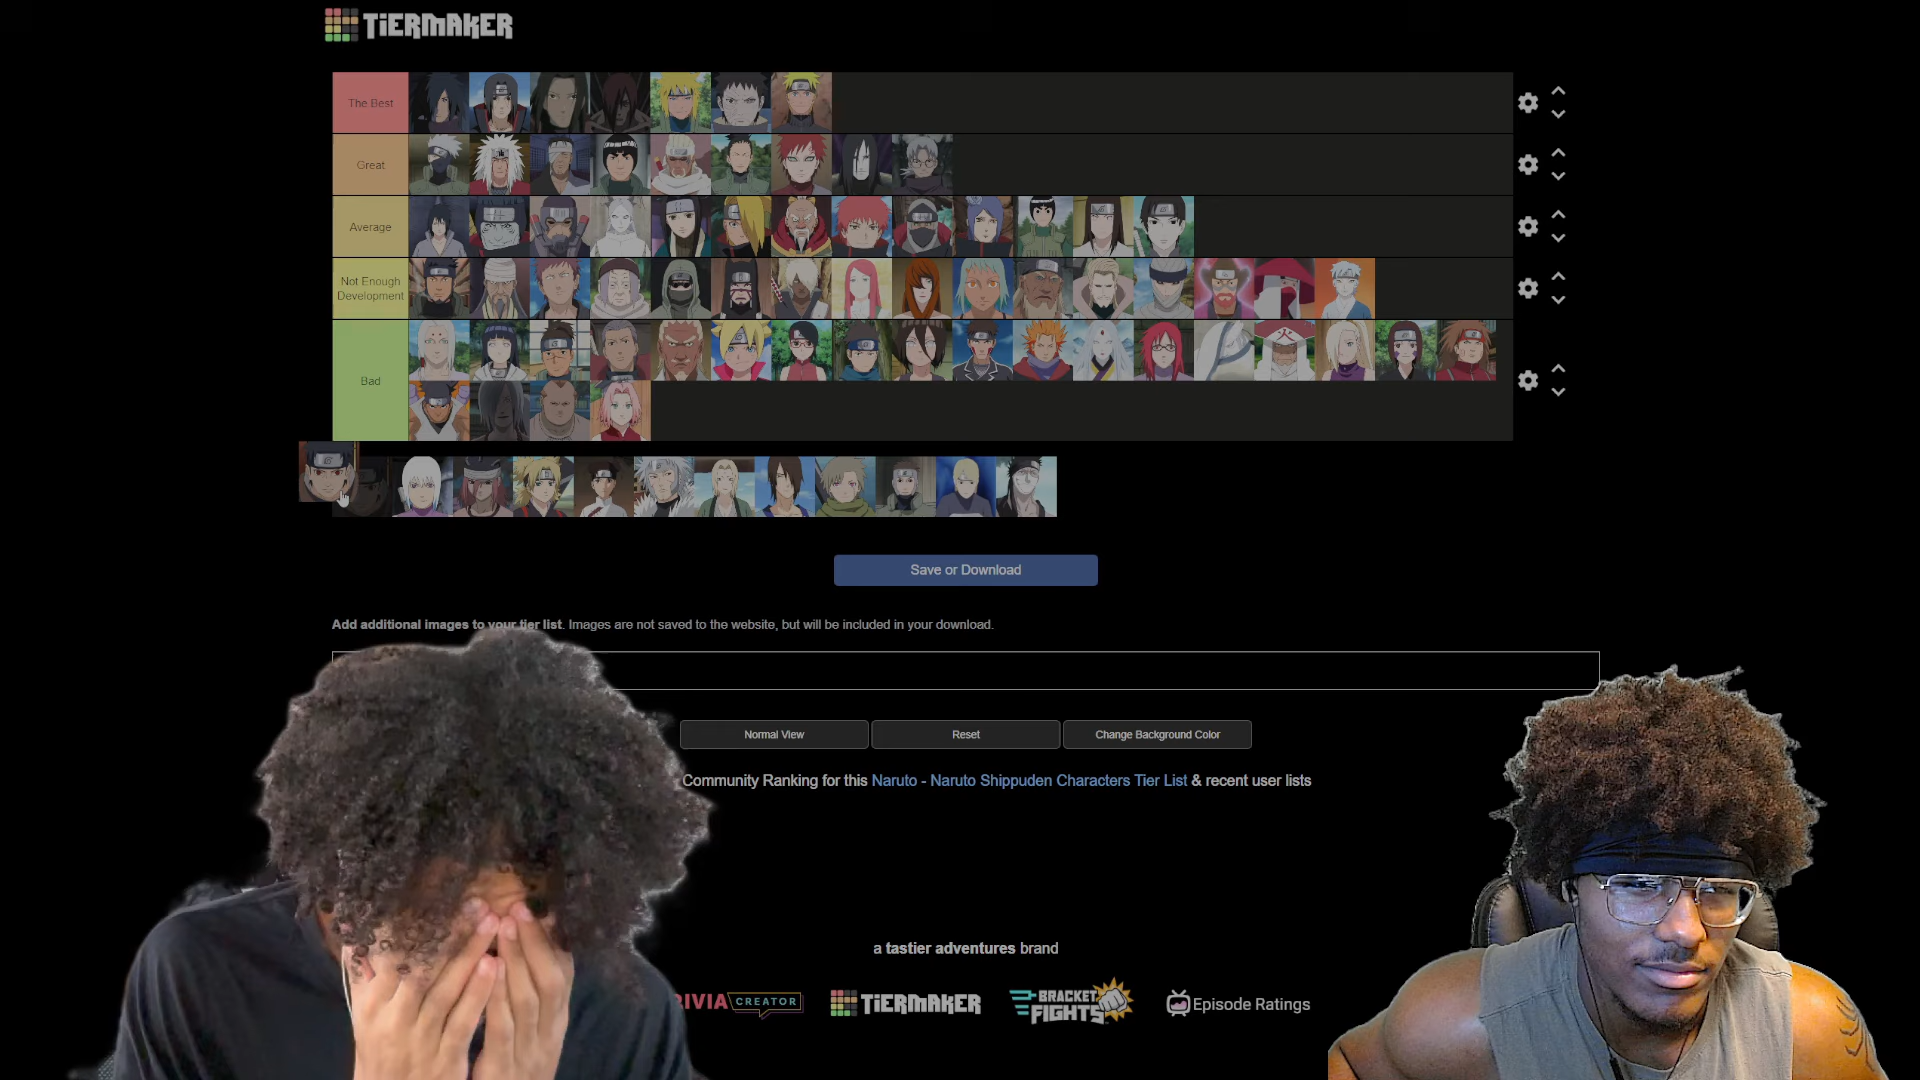 TIERMAKER
The Best
Great
Average
Not Enough
Development
Bad
Save or Download
Add additional images to your tier list. Images are not saved to the website, but will be included in your download.
Normal View
Reset
Change Background Color
Community Ranking for this Naruto - Naruto Shippuden Characters Tier List & recent user lists
a tastier adventures brand
RIVIA CREATOR
TIERMAKER
BRACKET
FIGHTS
Episode Ratings